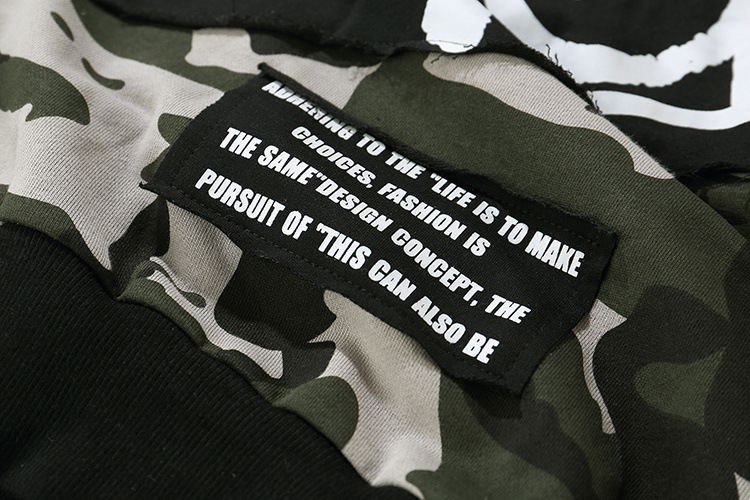 ADHERING TO THE "LIFE IS TO MAKE
CHOICES, FASHION IS
THE SAME"DESIGN CONCEPT, THE
PURSUIT OF "THIS CAN ALSO BE